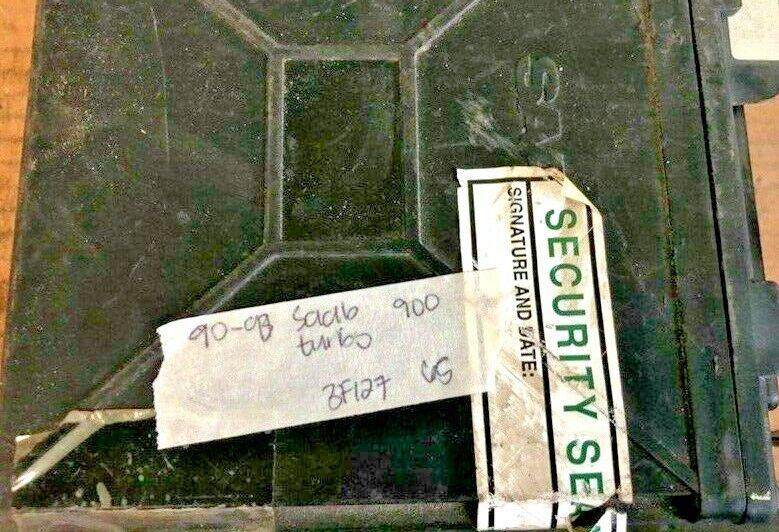 90-93 Saab 900
turbo
3F127 GS
SIGNATURE AND DATE:
SECURITY SEA